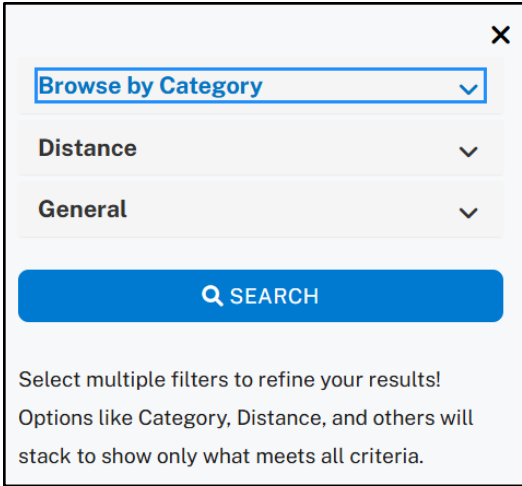 Browse by Category
Distance
General
SEARCH
Select multiple filters to refine your results!
Options like Category, Distance, and others will
stack to show only what meets all criteria.